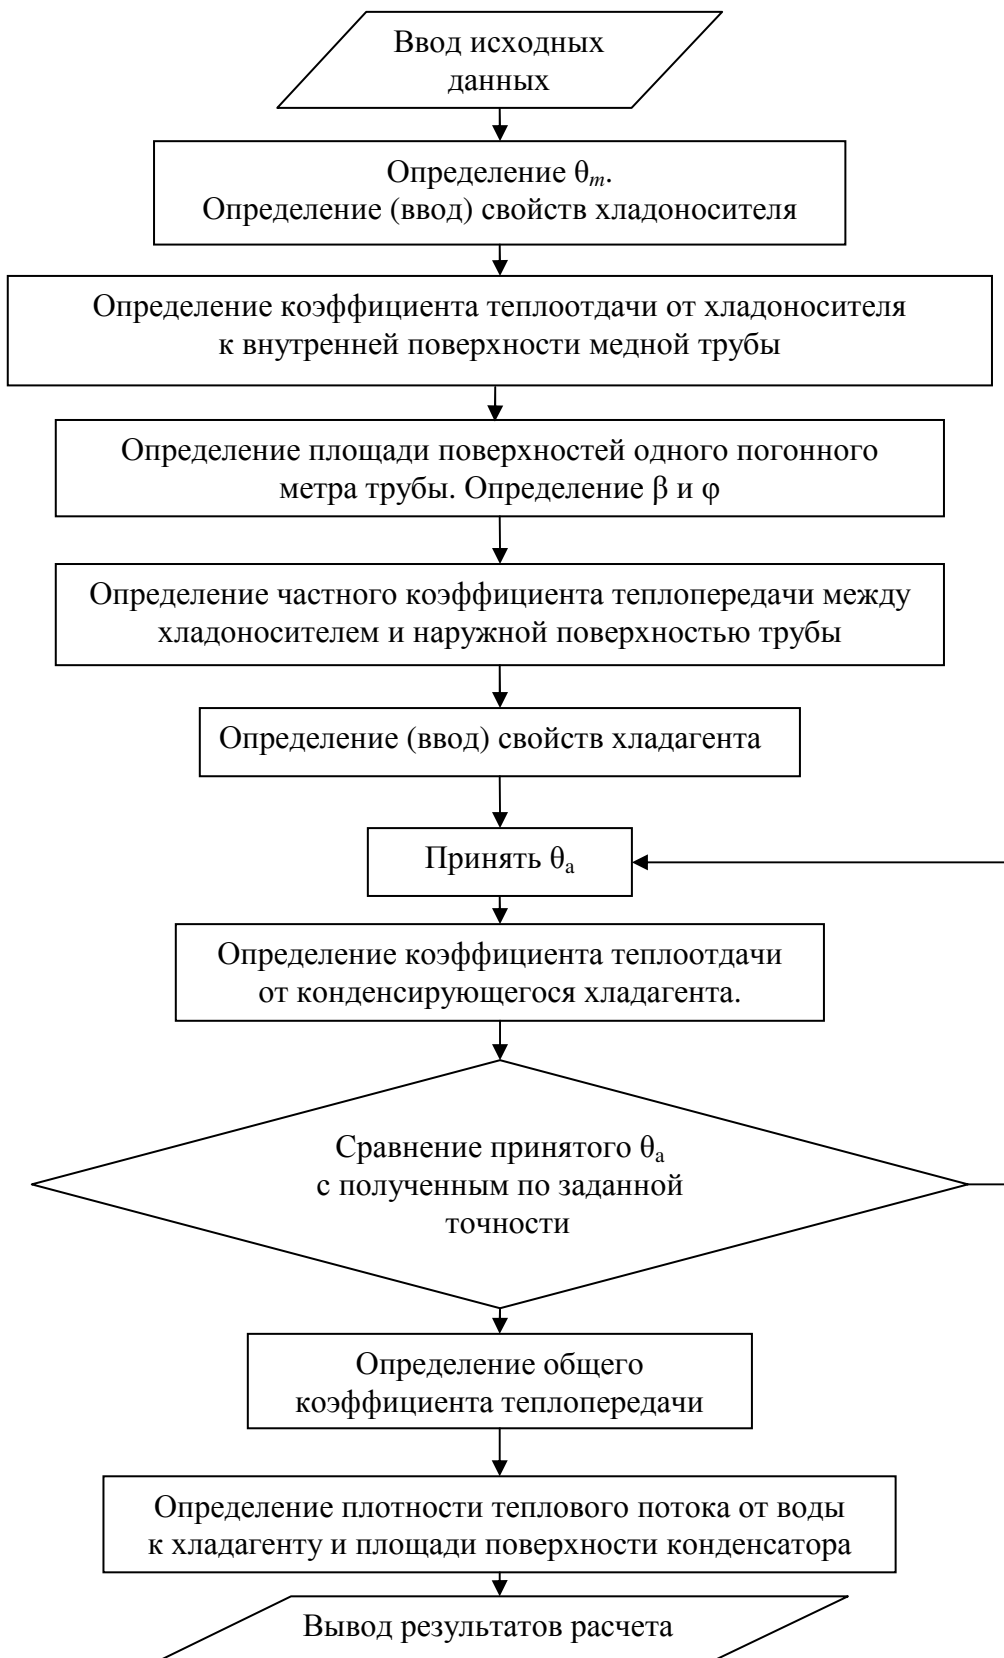 Ввод исходных
данных
Определение θm.
Определение (ввод) свойств хладоносителя
Определение коэффициента теплоотдачи от хладоносителя
к внутренней поверхности медной трубы
Определение площади поверхностей одного погонного
метра трубы. Определение β и φ
Определение частного коэффициента теплопередачи между
хладоносителем и наружной поверхностью трубы
Определение (ввод) свойств хладагента
Принять θa
Определение коэффициента теплоотдачи
от конденсирующегося хладагента.
Сравнение принятого θa
с полученным по заданной
точности
Определение общего
коэффициента теплопередачи
Определение плотности теплового потока от воды
к хладагенту и площади поверхности конденсатора
Вывод результатов расчета